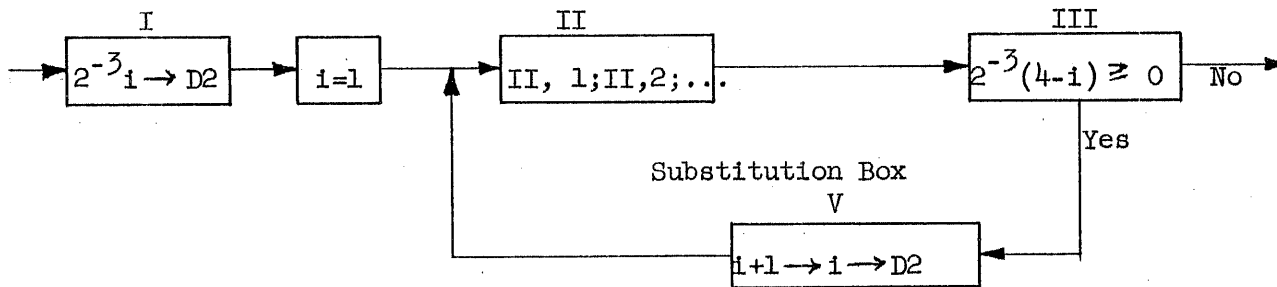 I
2⁻³i → D2
i=1
II
II, 1;II,2;...
III
2⁻³(4-i) ≥ 0
No
Yes
Substitution Box
V
i+1→i→D2